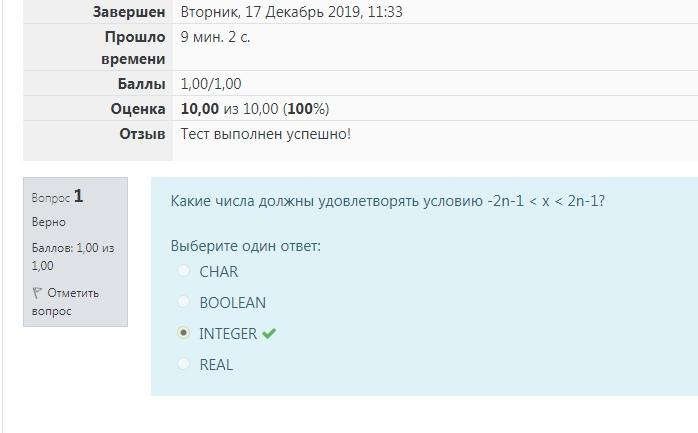 Завершен Вторник, 17 Декабрь 2019, 11:33
Прошло времени 9 мин. 2 с.
Баллы 1,00/1,00
Оценка 10,00 из 10,00 (100%)
Отзыв Тест выполнен успешно!
Вопрос 1
Верно
Баллов: 1,00 из
1,00
Отметить
вопрос
Какие числа должны удовлетворять условию -2n-1 < x < 2n-1?
Выберите один ответ:
CHAR
BOOLEAN
INTEGER
REAL